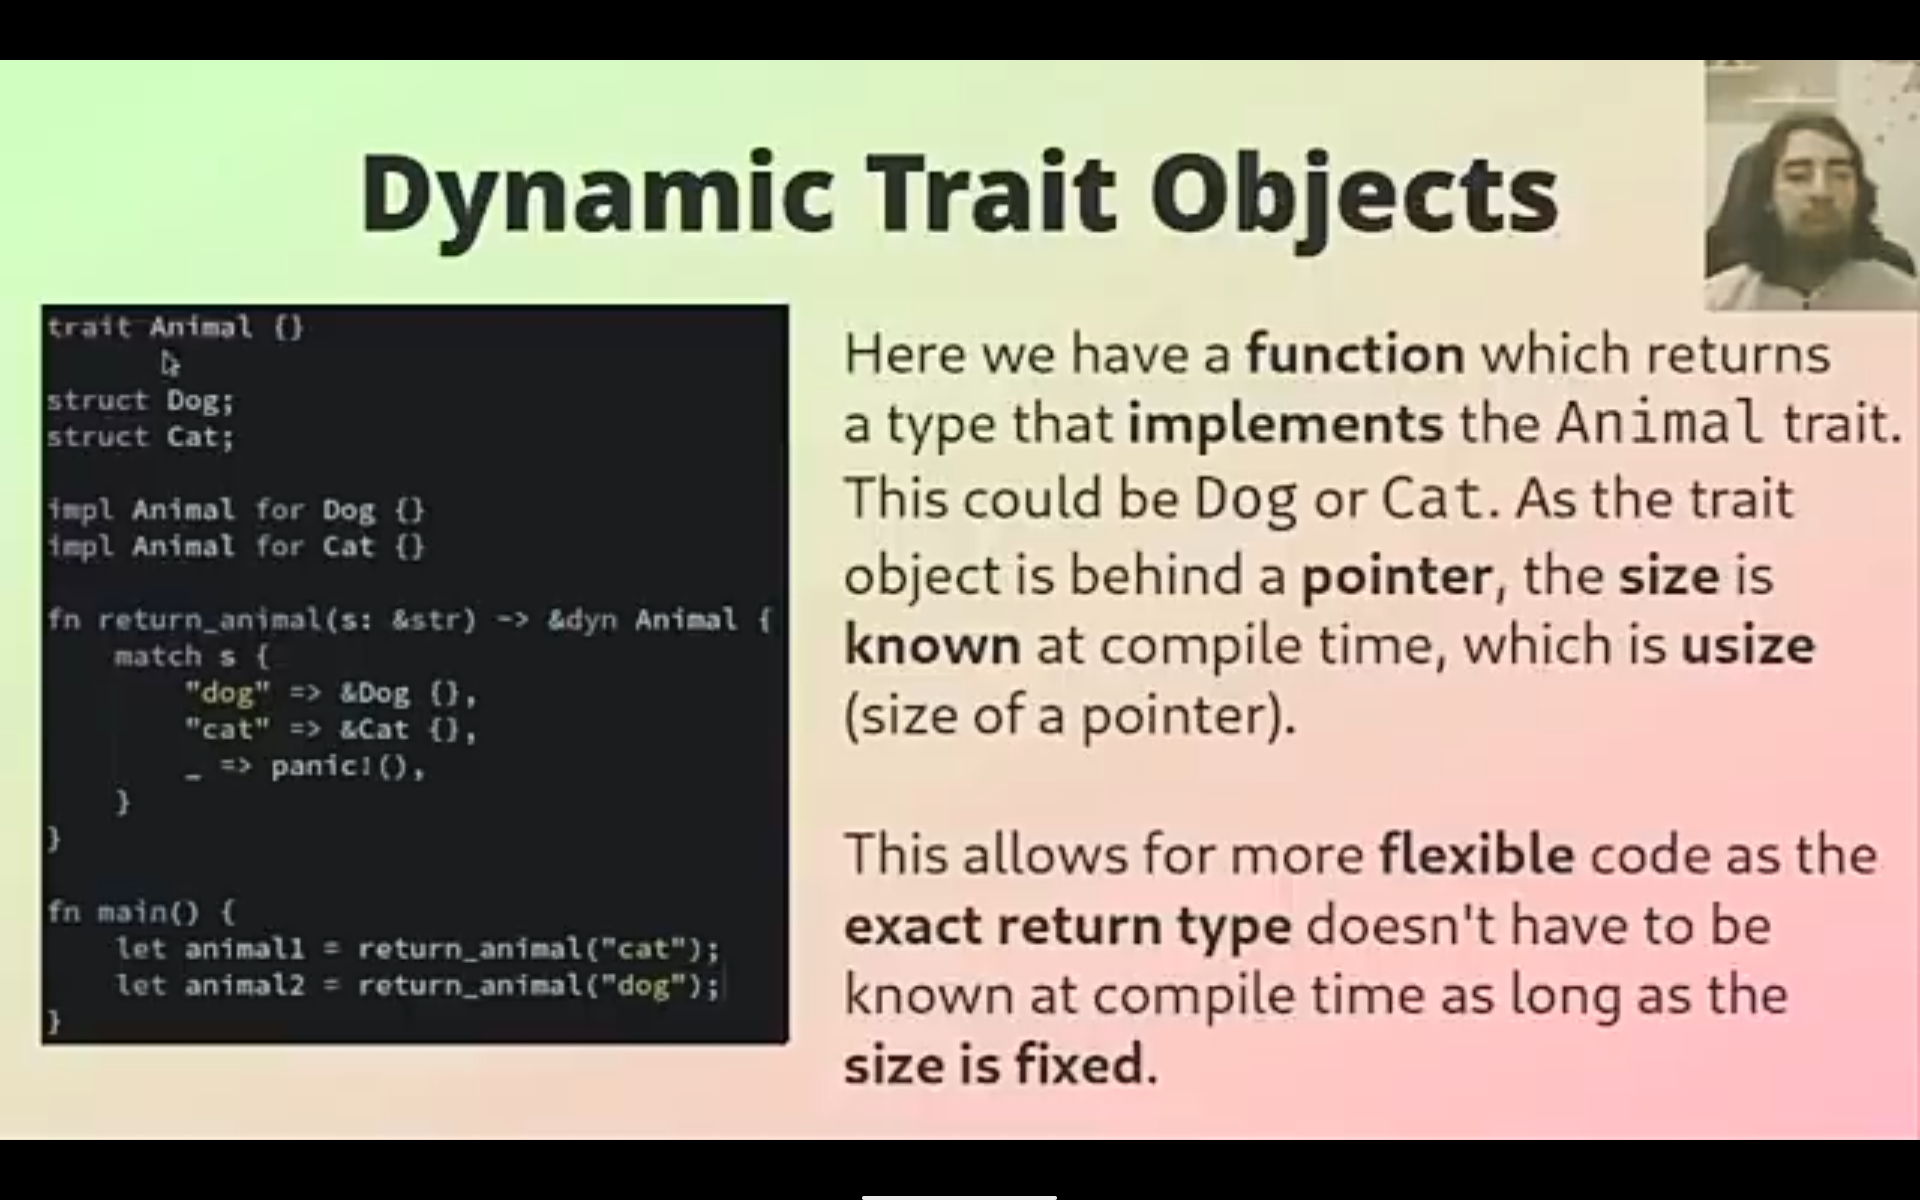 Dynamic Trait Objects
trait Animal {}
struct Dog;
struct Cat;
impl Animal for Dog {}
impl Animal for Cat {}
fn return_animal(s: &str) -> &dyn Animal {
match s {
"dog" => &Dog {},
"cat" => &Cat {},
_ => panic!(),
}
}
fn main() {
let animal1 = return_animal("cat");
let animal2 = return_animal("dog");
}
Here we have a function which returns
a type that implements the Animal trait.
This could be Dog or Cat. As the trait
object is behind a pointer, the size is
known at compile time, which is usize
(size of a pointer).
This allows for more flexible code as the
exact return type doesn't have to be
known at compile time as long as the
size is fixed.